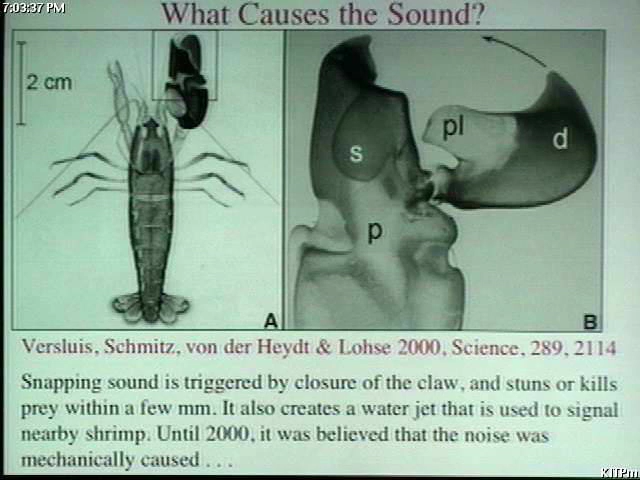 7:03:37 PM
What Causes the Sound?
2 cm
A
s
p
pl
d
B
Versluis, Schmitz, von der Heydt & Lohse 2000, Science, 289, 2114
Snapping sound is triggered by closure of the claw, and stuns or kills
prey within a few mm. It also creates a water jet that is used to signal
nearby shrimp. Until 2000, it was believed that the noise was
mechanically caused . . .
KITPm